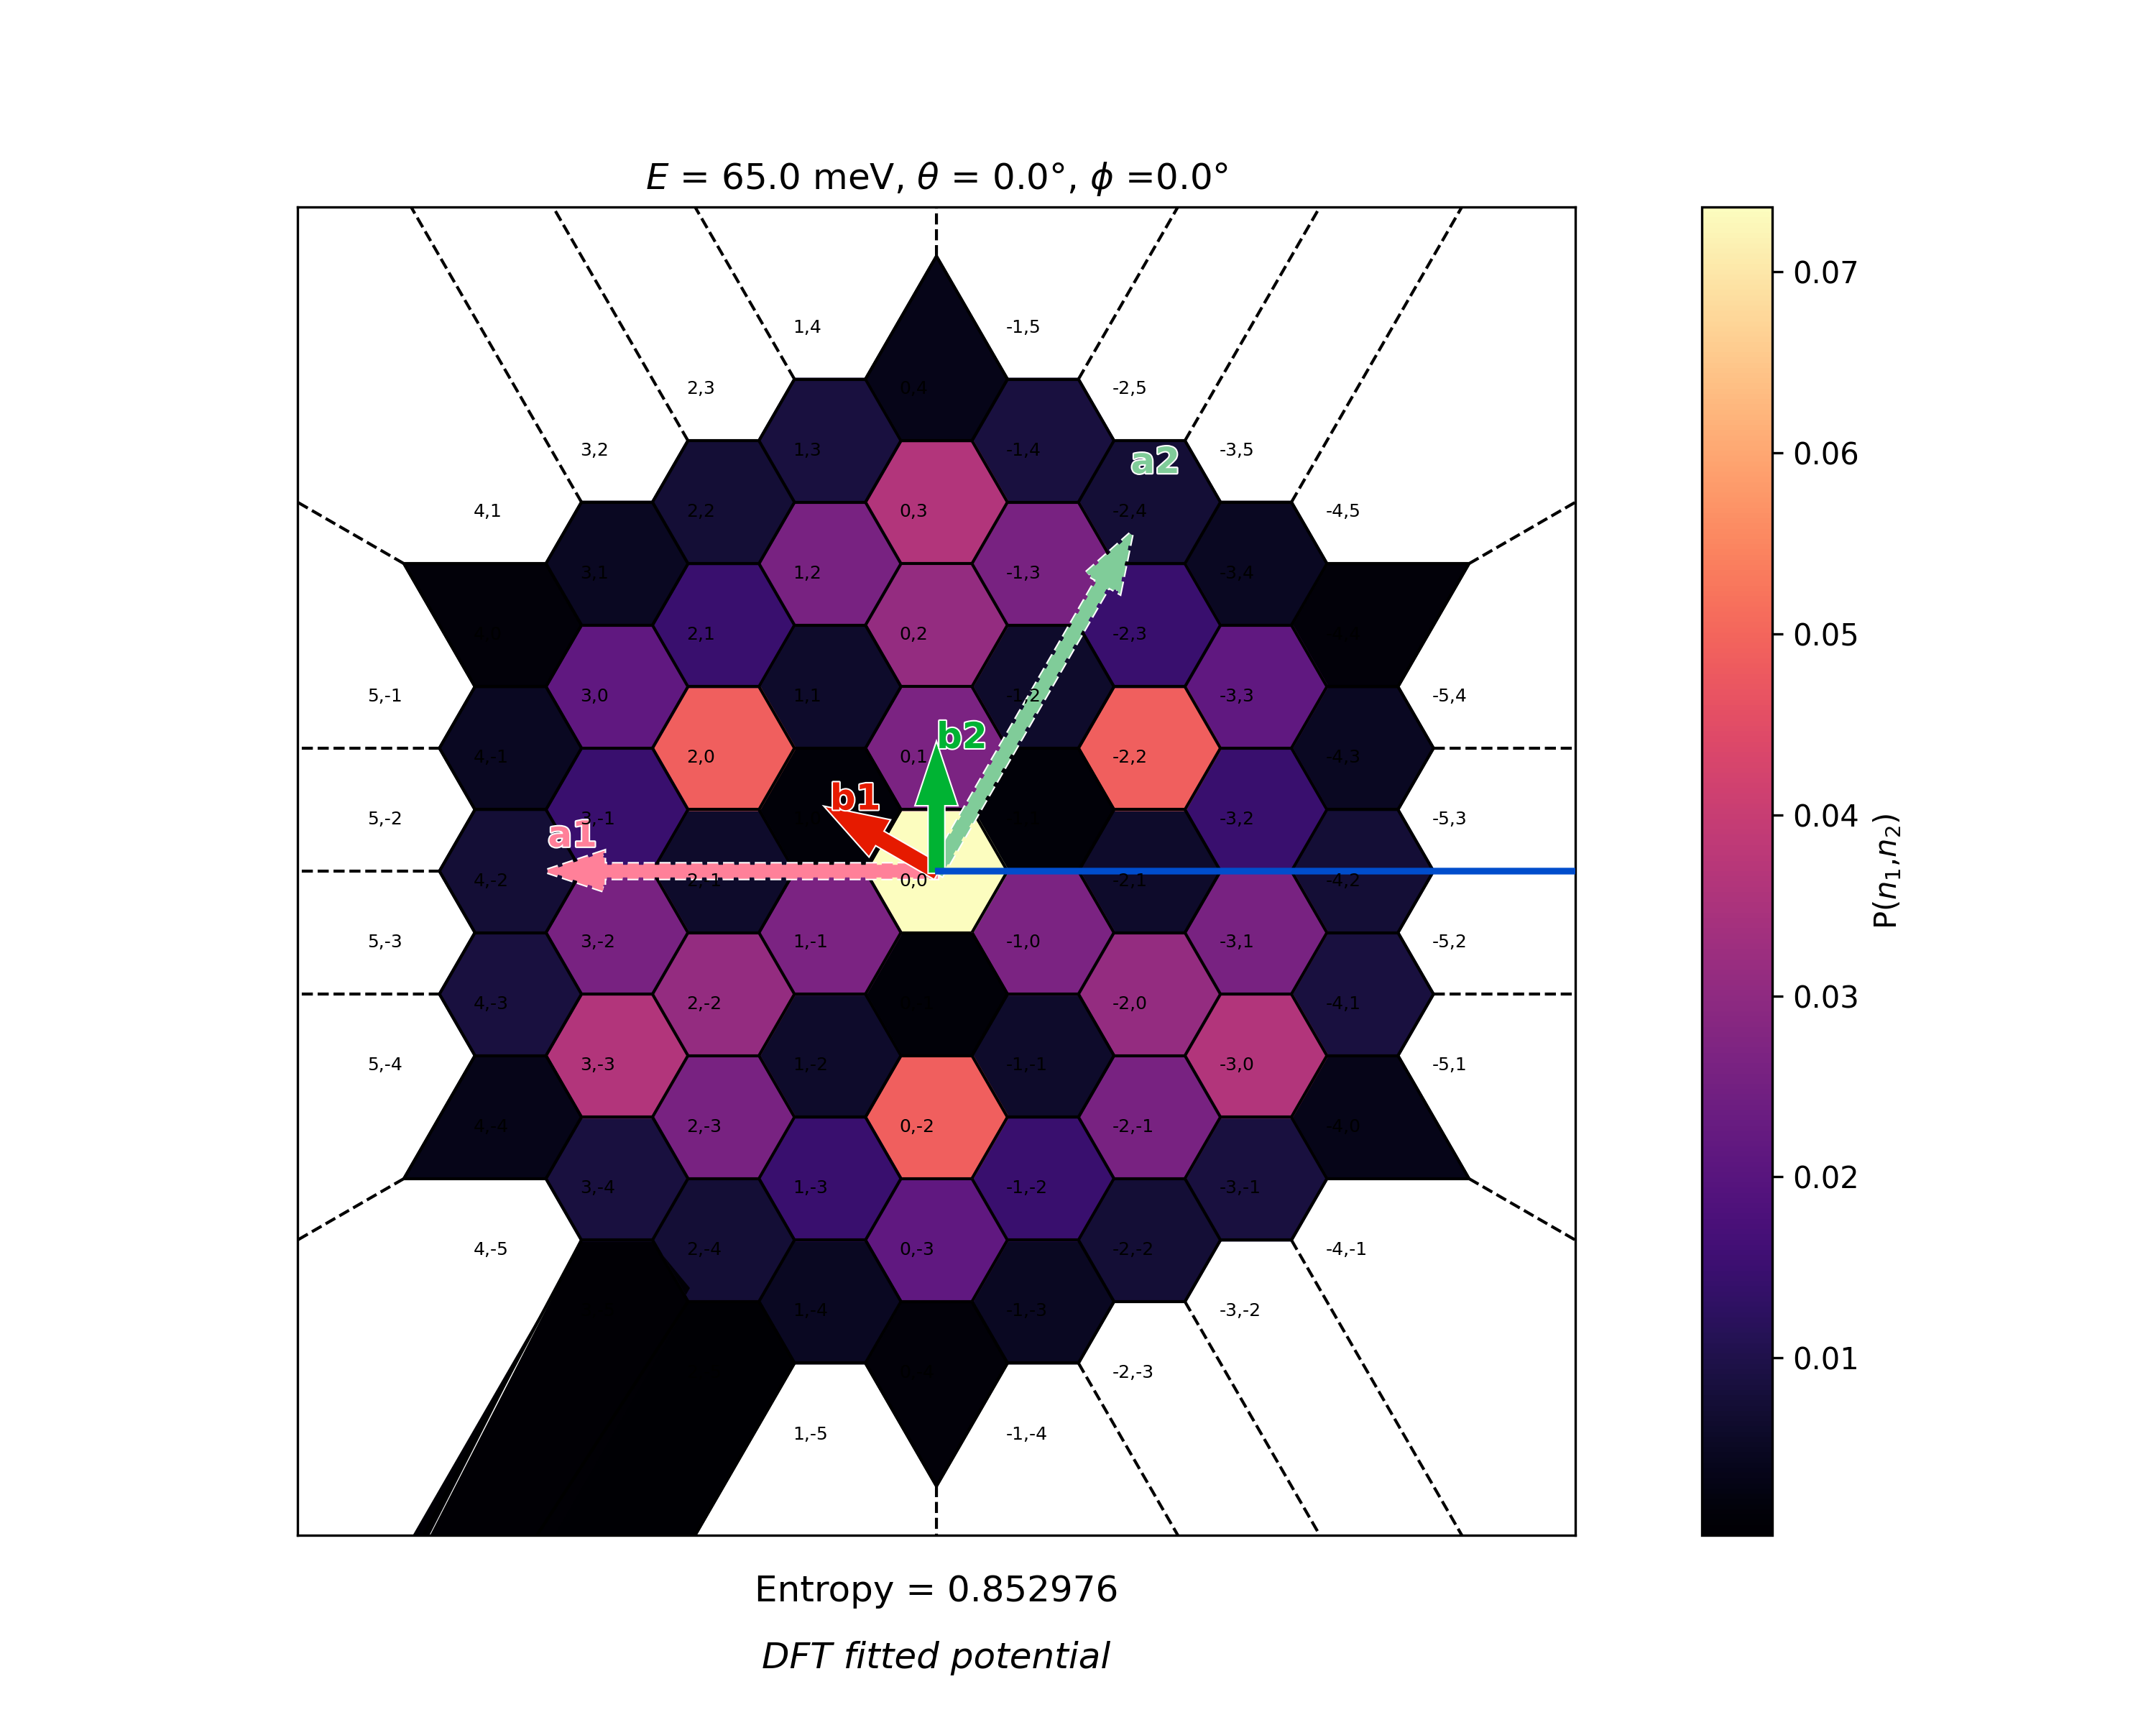 E = 65.0 meV, θ = 0.0°, ϕ =0.0°
1,4 -1,5
2,3 0,4 -2,5
3,2 1,3 -1,4 -3,5
a2
4,1 2,2 0,3 -2,4 -4,5
3,1 1,2 -1,3 -3,4
2,1 0,2 -2,3
5,-1 3,0 1,1 -1,2 -3,3 -5,4
b2
4,-1 2,0 0,1 -2,2 -4,3
b1
5,-2 3,-1 -3,2 -5,3
a1
4,-2 2,-1 0,0 -2,1 -4,2
5,-3 3,-2 1,-1 -1,0 -3,1 -5,2
4,-3 2,-2 -2,0 -4,1
5,-4 3,-3 1,-2 -1,-1 -3,0 -5,1
4,-4 2,-3 0,-2 -2,-1 -4,0
3,-4 1,-3 -1,-2 -3,-1
4,-5 2,-4 0,-3 -2,-2 -4,-1
1,-4 -1,-3 -3,-2
-2,-3
1,-5 -1,-4
0.07
0.06
0.05
0.04
0.03
0.02
0.01
P(n₁,n₂)
Entropy = 0.852976
DFT fitted potential